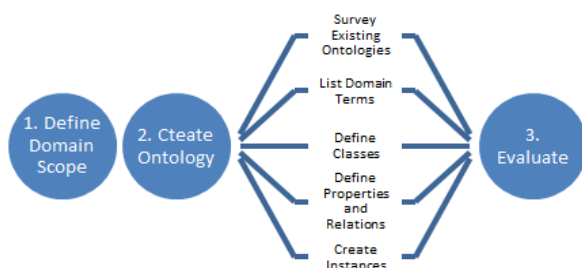 1. Define
Domain
Scope
2. Cteate
Ontology
Survey
Existing
Ontologies
List Domain
Terms
Define
Classes
Define
Properties
and
Relations
Create
Instances
3.
Evaluate